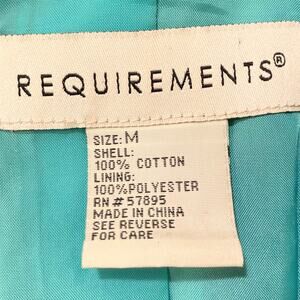 REQUIREMENTS®
SIZE: M
SHELL:
100% COTTON
LINING:
100%POLYESTER
RN # 57895
MADE IN CHINA
SEE REVERSE
FOR CARE